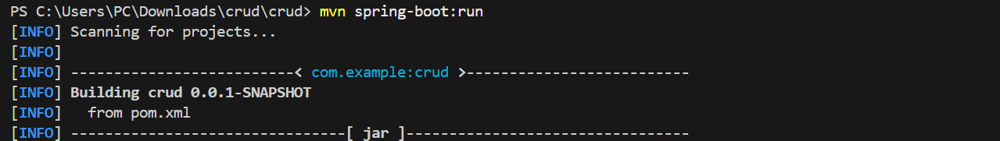 PS C:\Users\PC\Downloads\crud\crud> mvn spring-boot:run
[INFO] Scanning for projects...
[INFO]
[INFO] --------------------------< com.example:crud >--------------------------
[INFO] Building crud 0.0.1-SNAPSHOT
[INFO]   from pom.xml
[INFO] --------------------------------[ jar ]---------------------------------